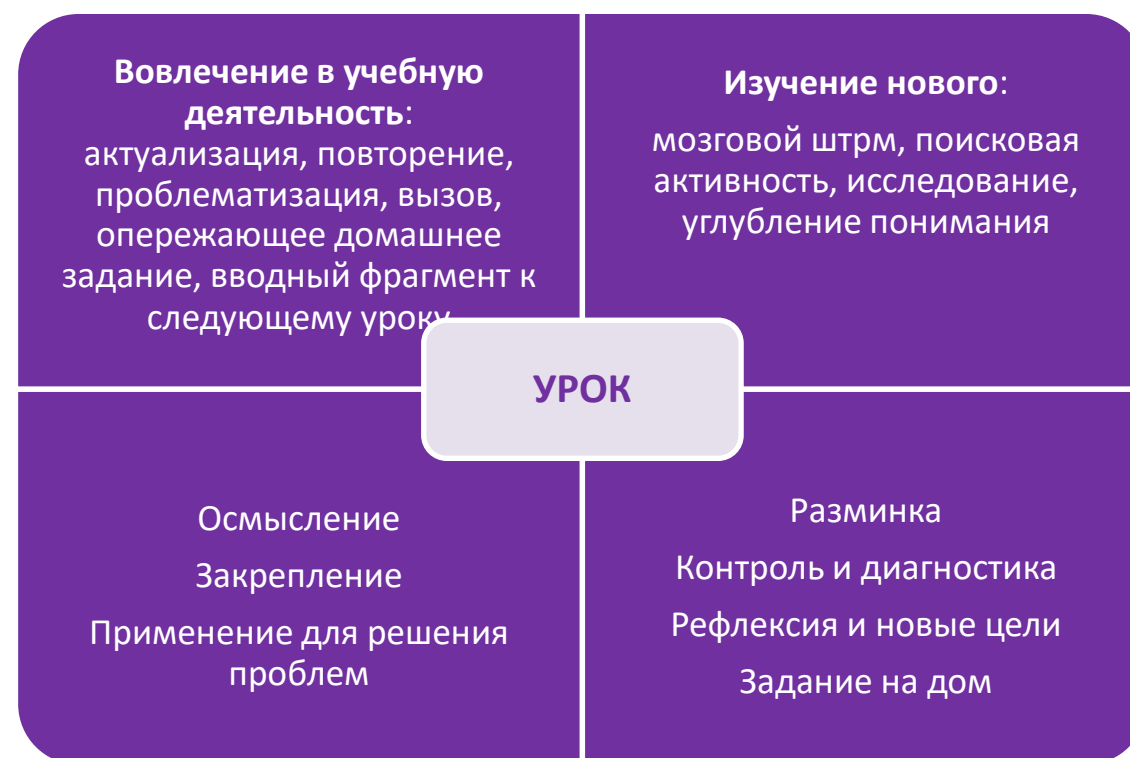 Вовлечение в учебную
деятельность:
актуализация, повторение,
проблематизация, вызов,
опережающее домашнее
задание, вводный фрагмент к
следующему уроку
Изучение нового:
мозговой штрм, поисковая
активность, исследование,
углубление понимания
УРОК
Осмысление
Закрепление
Применение для решения
проблем
Разминка
Контроль и диагностика
Рефлексия и новые цели
Задание на дом